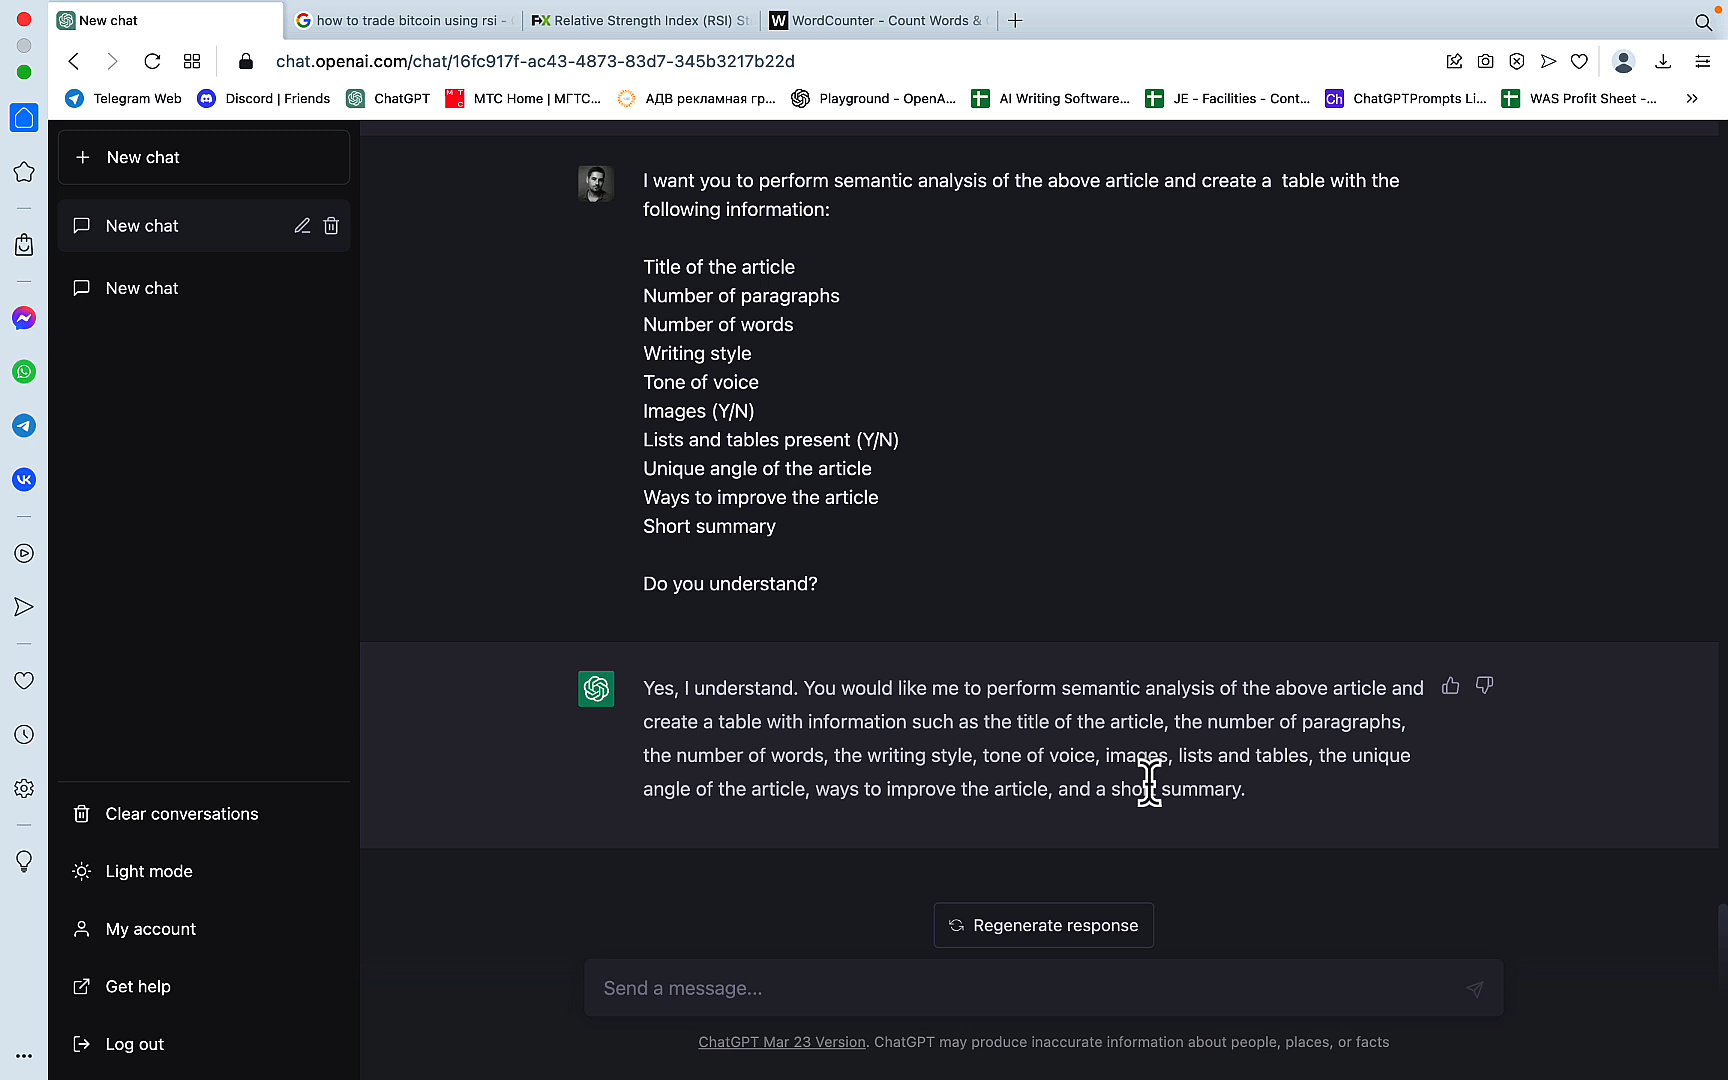 New chat
how to trade bitcoin using rsi -
Relative Strength Index (RSI) St
WordCounter - Count Words &
chat.openai.com/chat/16fc917f-ac43-4873-83d7-345b3217b22d
Telegram Web
Discord | Friends
ChatGPT
МТС Home | МГТС...
АДВ рекламная гр...
Playground - OpenA...
AI Writing Software...
JE - Facilities - Cont...
Ch ChatGPTPrompts Li...
WAS Profit Sheet -...
New chat
New chat
New chat
I want you to perform semantic analysis of the above article and create a table with the
following information:
Title of the article
Number of paragraphs
Number of words
Writing style
Tone of voice
Images (Y/N)
Lists and tables present (Y/N)
Unique angle of the article
Ways to improve the article
Short summary
Do you understand?
Yes, I understand. You would like me to perform semantic analysis of the above article and
create a table with information such as the title of the article, the number of paragraphs,
the number of words, the writing style, tone of voice, images, lists and tables, the unique
angle of the article, ways to improve the article, and a short summary.
Clear conversations
Light mode
My account
Get help
Log out
Regenerate response
Send a message...
ChatGPT Mar 23 Version. ChatGPT may produce inaccurate information about people, places, or facts